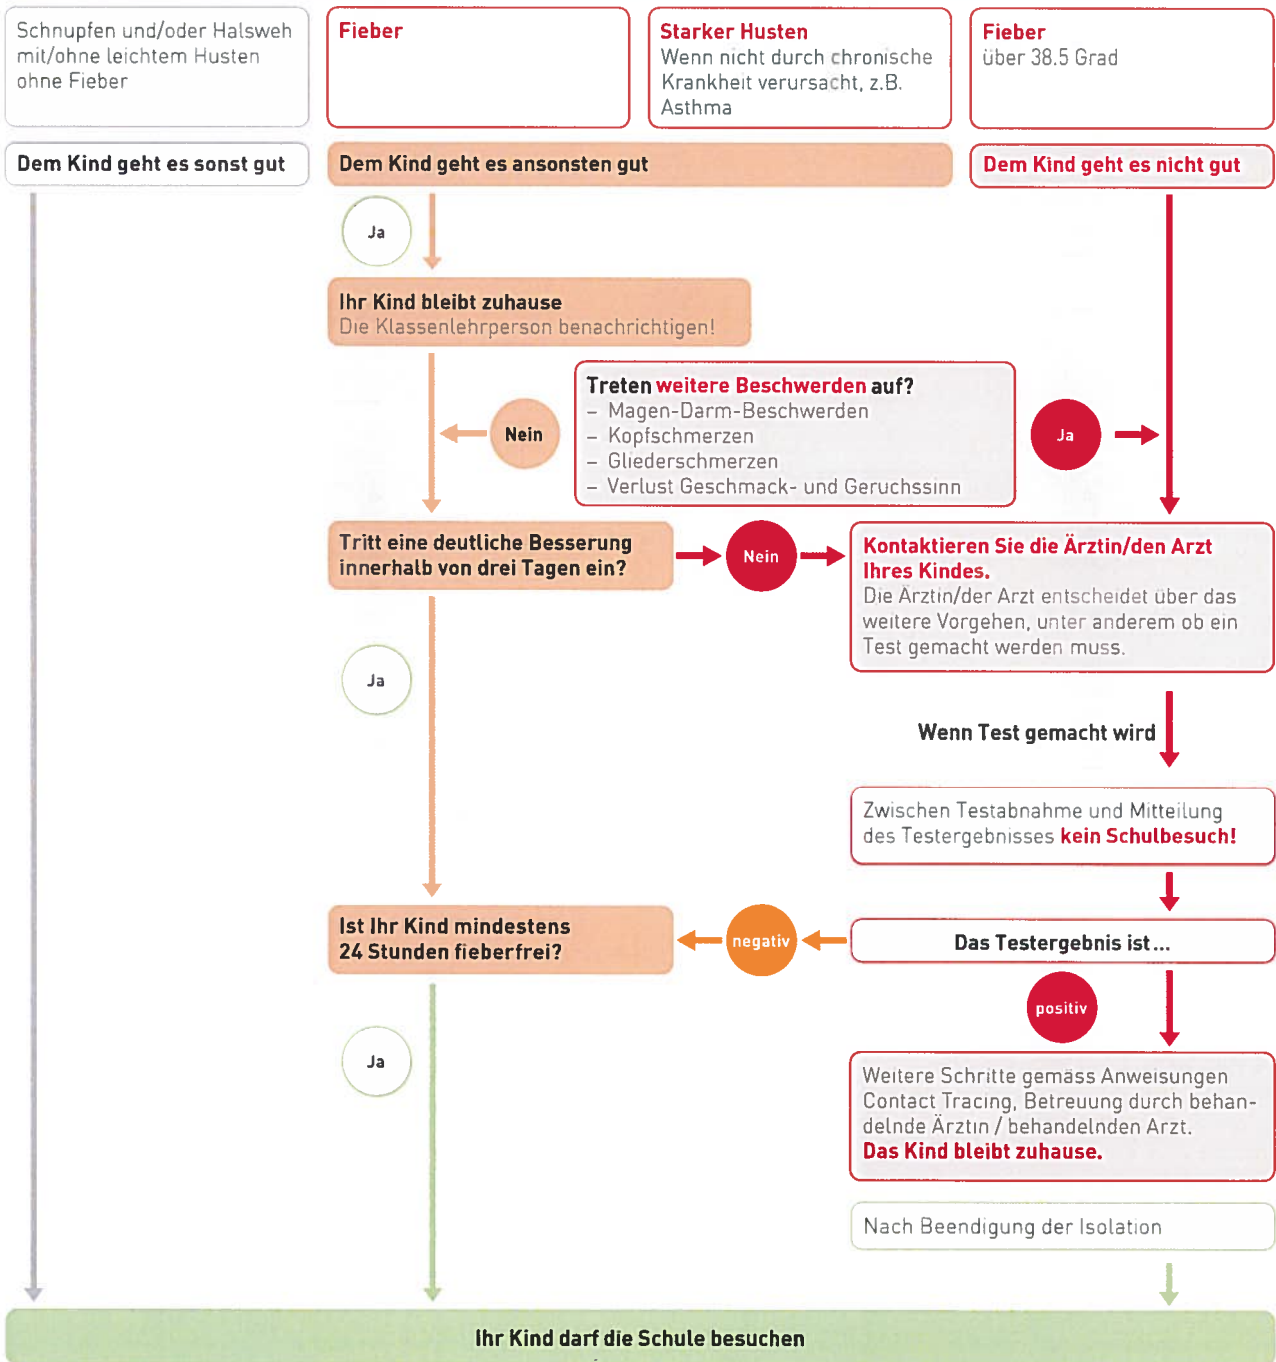 Schnupfen und/oder Halsweh
mit/ohne leichtem Husten
ohne Fieber
Fieber
Starker Husten
Wenn nicht durch chronische
Krankheit verursacht, z.B.
Asthma
Fieber
über 38.5 Grad
Dem Kind geht es sonst gut
Dem Kind geht es ansonsten gut
Dem Kind geht es nicht gut
Ja
Ihr Kind bleibt zuhause
Die Klassenlehrperson benachrichtigen!
Treten weitere Beschwerden auf?
– Magen-Darm-Beschwerden
– Kopfschmerzen
– Gliederschmerzen
– Verlust Geschmack- und Geruchssinn
Nein
Ja
Tritt eine deutliche Besserung
innerhalb von drei Tagen ein?
Nein
Kontaktieren Sie die Ärztin/den Arzt
Ihres Kindes.
Die Ärztin/der Arzt entscheidet über das
weitere Vorgehen, unter anderem ob ein
Test gemacht werden muss.
Ja
Wenn Test gemacht wird
Zwischen Testabnahme und Mitteilung
des Testergebnisses kein Schulbesuch!
Ist Ihr Kind mindestens
24 Stunden fieberfrei?
negativ
Das Testergebnis ist...
positiv
Ja
Weitere Schritte gemäss Anweisungen
Contact Tracing, Betreuung durch behan-
delnde Ärztin / behandelnden Arzt.
Das Kind bleibt zuhause.
Nach Beendigung der Isolation
Ihr Kind darf die Schule besuchen